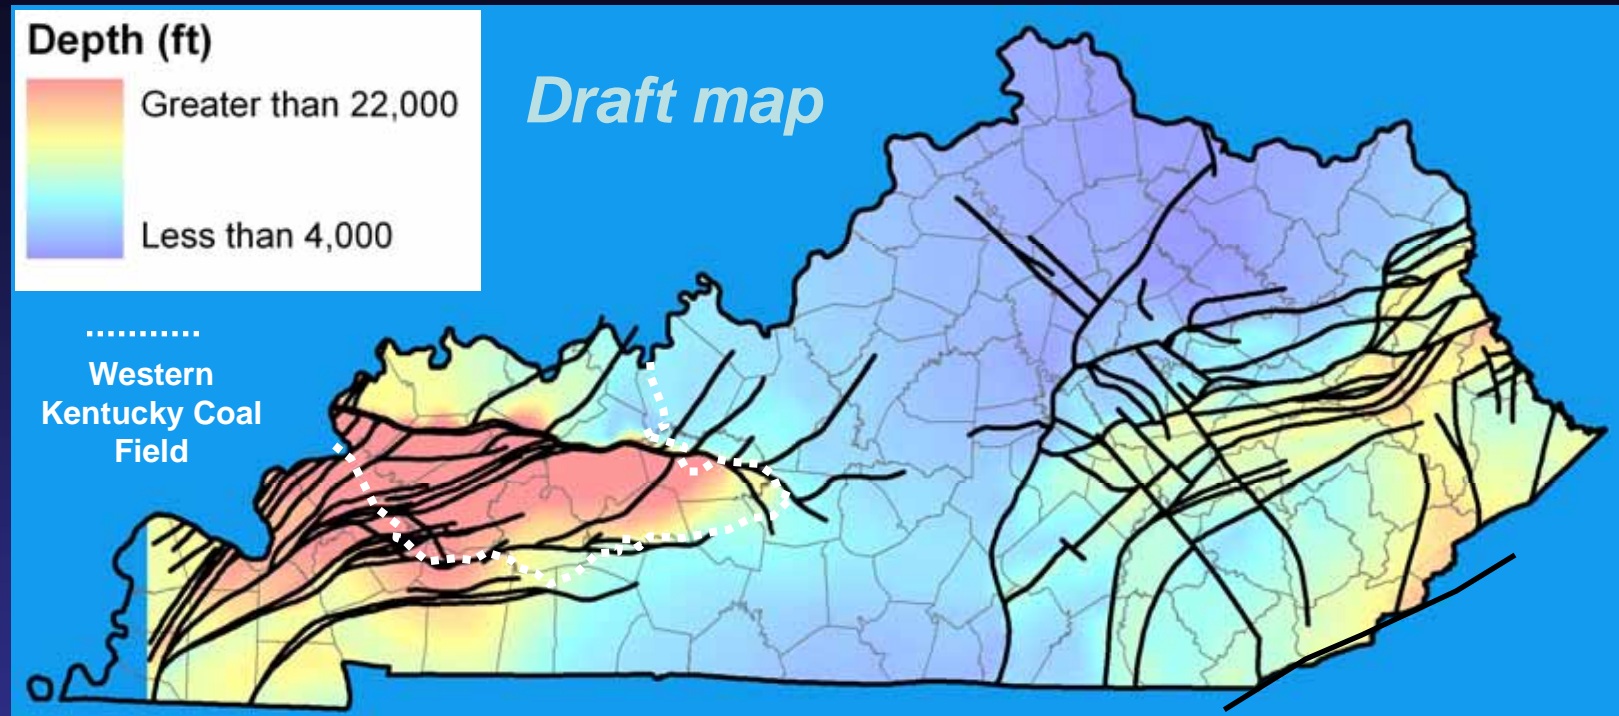 Depth (ft)
Greater than 22,000
Less than 4,000
Draft map
Western
Kentucky Coal
Field